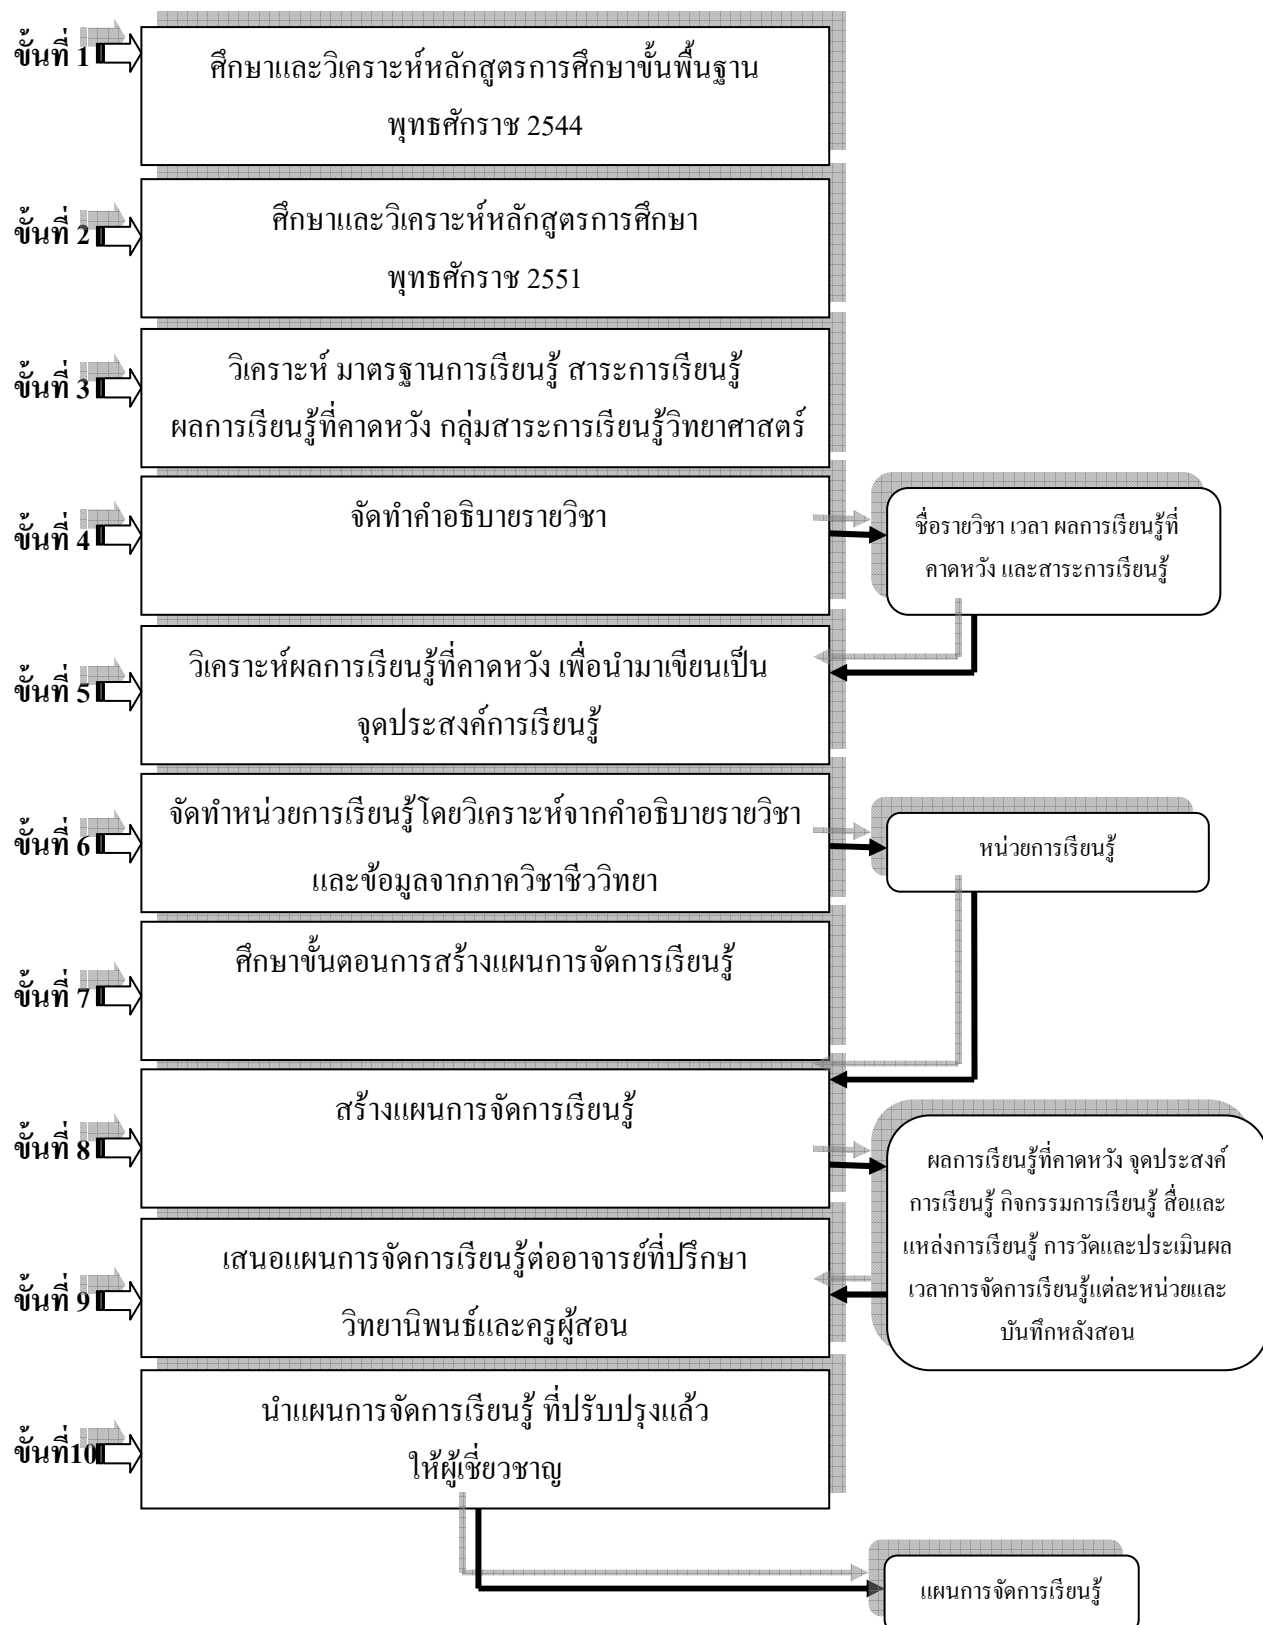 ขั้นที่ 1
ศึกษาและวิเคราะห์หลักสูตรการศึกษาขั้นพื้นฐาน
พุทธศักราช 2544
ขั้นที่ 2
ศึกษาและวิเคราะห์หลักสูตรการศึกษา
พุทธศักราช 2551
ขั้นที่ 3
วิเคราะห์ มาตรฐานการเรียนรู้ สาระการเรียนรู้
ผลการเรียนรู้ที่คาดหวัง กลุ่มสาระการเรียนรู้วิทยาศาสตร์
ขั้นที่ 4
จัดทำคำอธิบายรายวิชา
ชื่อรายวิชา เวลา ผลการเรียนรู้ที่
คาดหวัง และสาระการเรียนรู้
ขั้นที่ 5
วิเคราะห์ผลการเรียนรู้ที่คาดหวัง เพื่อนำมาเขียนเป็น
จุดประสงค์การเรียนรู้
ขั้นที่ 6
จัดทำหน่วยการเรียนรู้โดยวิเคราะห์จากคำอธิบายรายวิชา
และข้อมูลจากภาควิชาชีววิทยา
หน่วยการเรียนรู้
ขั้นที่ 7
ศึกษาขั้นตอนการสร้างแผนการจัดการเรียนรู้
ขั้นที่ 8
สร้างแผนการจัดการเรียนรู้
ผลการเรียนรู้ที่คาดหวัง จุดประสงค์
การเรียนรู้ กิจกรรมการเรียนรู้ สื่อและ
แหล่งการเรียนรู้ การวัดและประเมินผล
เวลาการจัดการเรียนรู้แต่ละหน่วยและ
บันทึกหลังสอน
ขั้นที่ 9
เสนอแผนการจัดการเรียนรู้ต่ออาจารย์ที่ปรึกษา
วิทยานิพนธ์และครูผู้สอน
ขั้นที่10
นำแผนการจัดการเรียนรู้ ที่ปรับปรุงแล้ว
ให้ผู้เชี่ยวชาญ
แผนการจัดการเรียนรู้